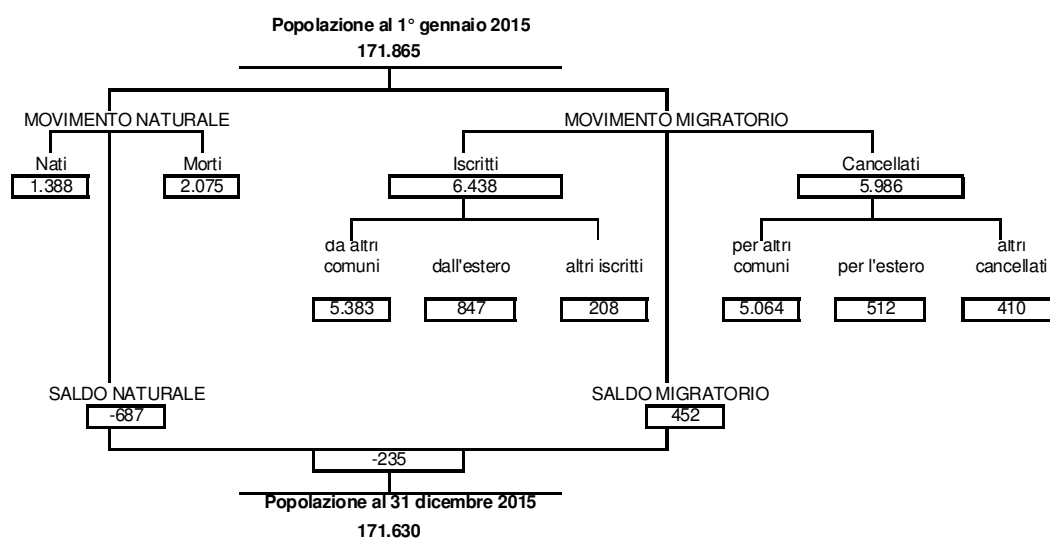 Popolazione al 1° gennaio 2015
171.865
MOVIMENTO NATURALE
MOVIMENTO MIGRATORIO
Nati
Morti
Iscritti
Cancellati
1.388
2.075
6.438
5.986
da altri
comuni
dall'estero
altri iscritti
per altri
comuni
per l'estero
altri
cancellati
5.383
847
208
5.064
512
410
SALDO NATURALE
SALDO MIGRATORIO
-687
452
-235
Popolazione al 31 dicembre 2015
171.630